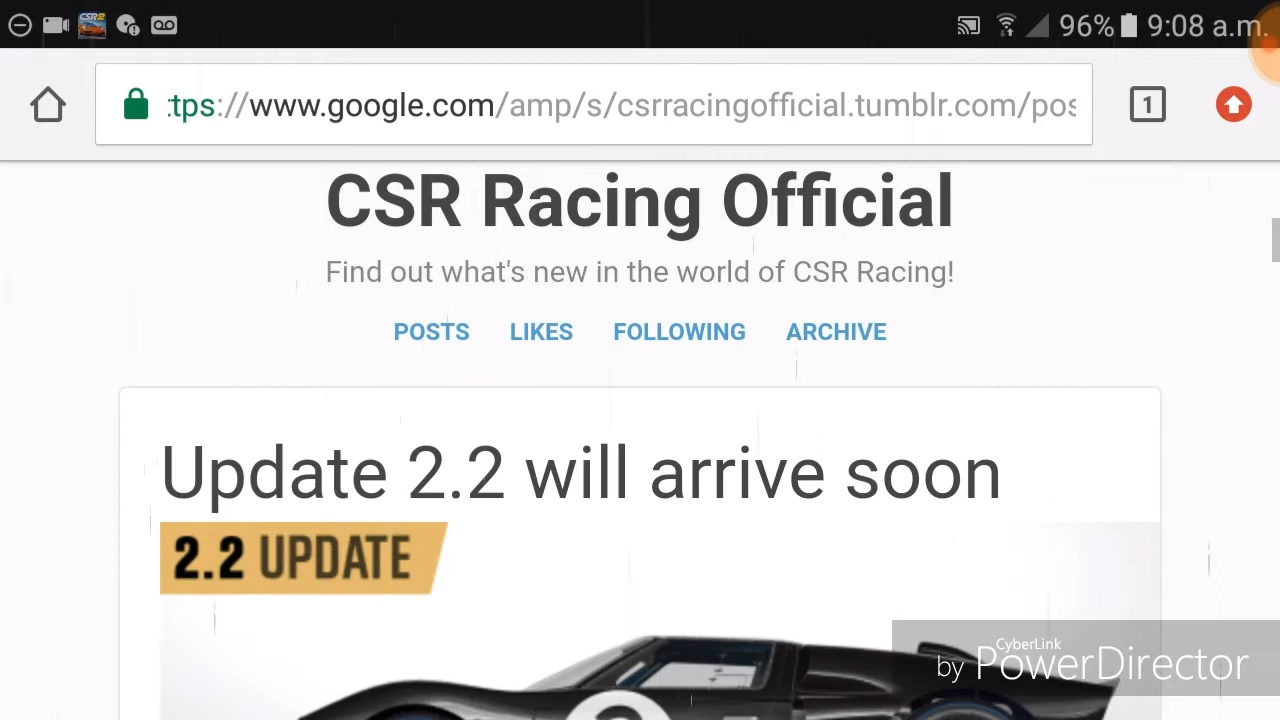 CSR2 96% 9:08 a.m.
tps://www.google.com/amp/s/csrracingofficial.tumblr.com/pos 1
CSR Racing Official
Find out what's new in the world of CSR Racing!
POSTS LIKES FOLLOWING ARCHIVE
Update 2.2 will arrive soon
2.2 UPDATE
2
CyberLink
by PowerDirector